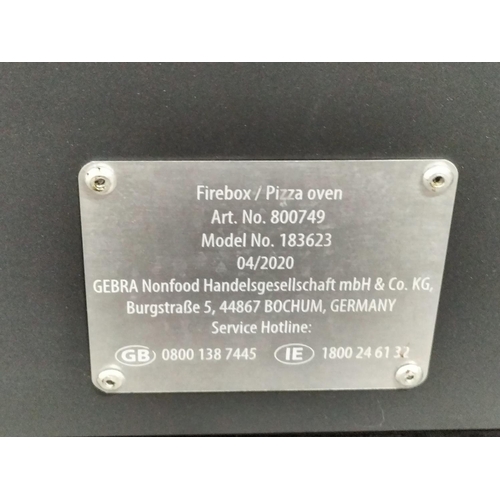 Firebox / Pizza oven
Art. No. 800749
Model No. 183623
04/2020
GEBRA Nonfood Handelsgesellschaft mbH & Co. KG,
Burgstraße 5, 44867 BOCHUM, GERMANY
Service Hotline:
GB 0800 138 7445 IE 1800 24 61 32